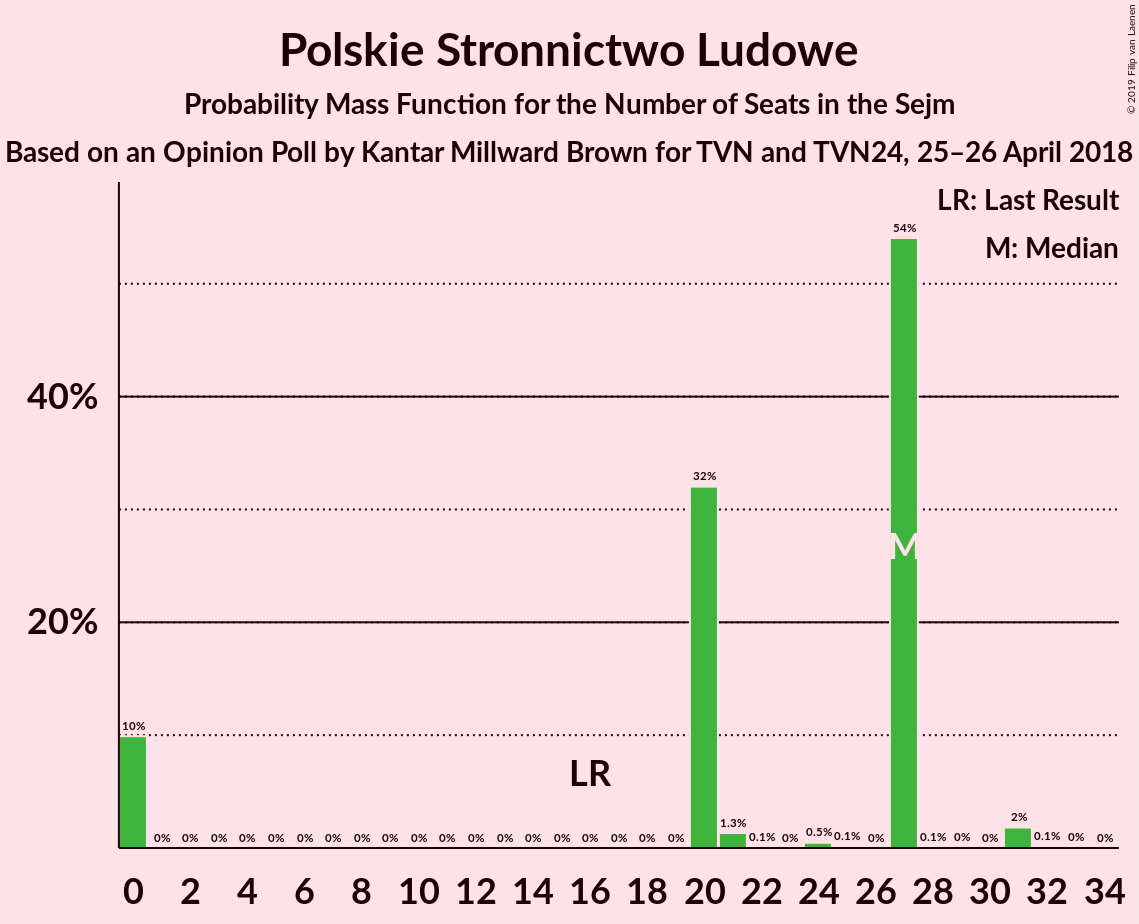 Polskie Stronnictwo Ludowe
Probability Mass Function for the Number of Seats in the Sejm
Based on an Opinion Poll by Kantar Millward Brown for TVN and TVN24, 25–26 April 2018
© 2019 Filip van Laenen
LR: Last Result
M: Median
54%
40%
32%
M
20%
10%
LR
0% 0% 0% 0% 0% 0% 0% 0% 0% 0% 0% 0% 0% 0% 0% 0% 0% 0% 0% 1.3% 0.1% 0% 0.5% 0.1% 0% 0.1% 0% 0% 2% 0.1% 0% 0%
0 2 4 6 8 10 12 14 16 18 20 22 24 26 28 30 32 34